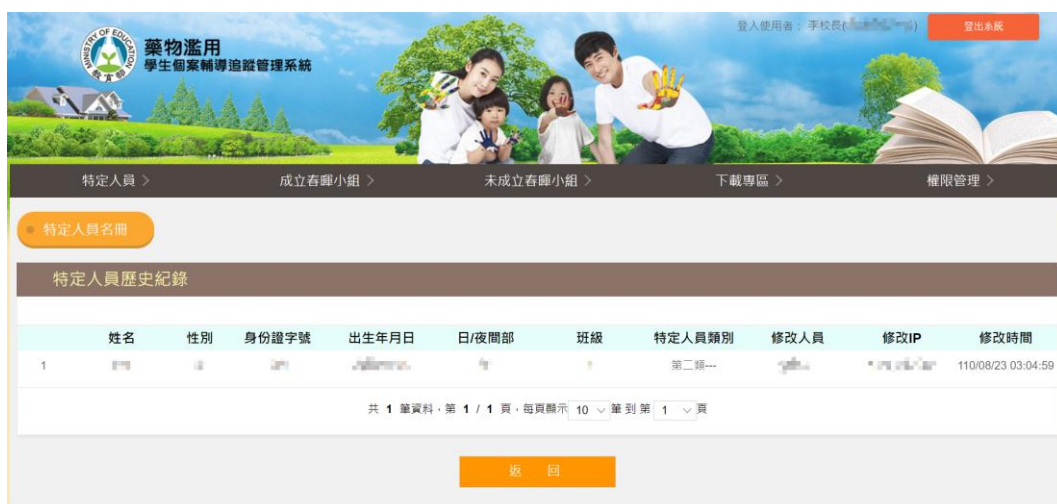 MINISTRY OF EDUCATION
教育部
藥物濫用
學生個案輔導追蹤管理系統
登入使用者： 李校長( )
登出系統
特定人員 > 成立春暉小組 > 未成立春暉小組 > 下載專區 > 權限管理 >
特定人員名冊
特定人員歷史紀錄
姓名 性別 身份證字號 出生年月日 日/夜間部 班級 特定人員類別 修改人員 修改IP 修改時間
1 第二類--- 110/08/23 03:04:59
共 1 筆資料，第 1 / 1 頁，每頁顯示 10 筆 到 第 1 頁
返 回